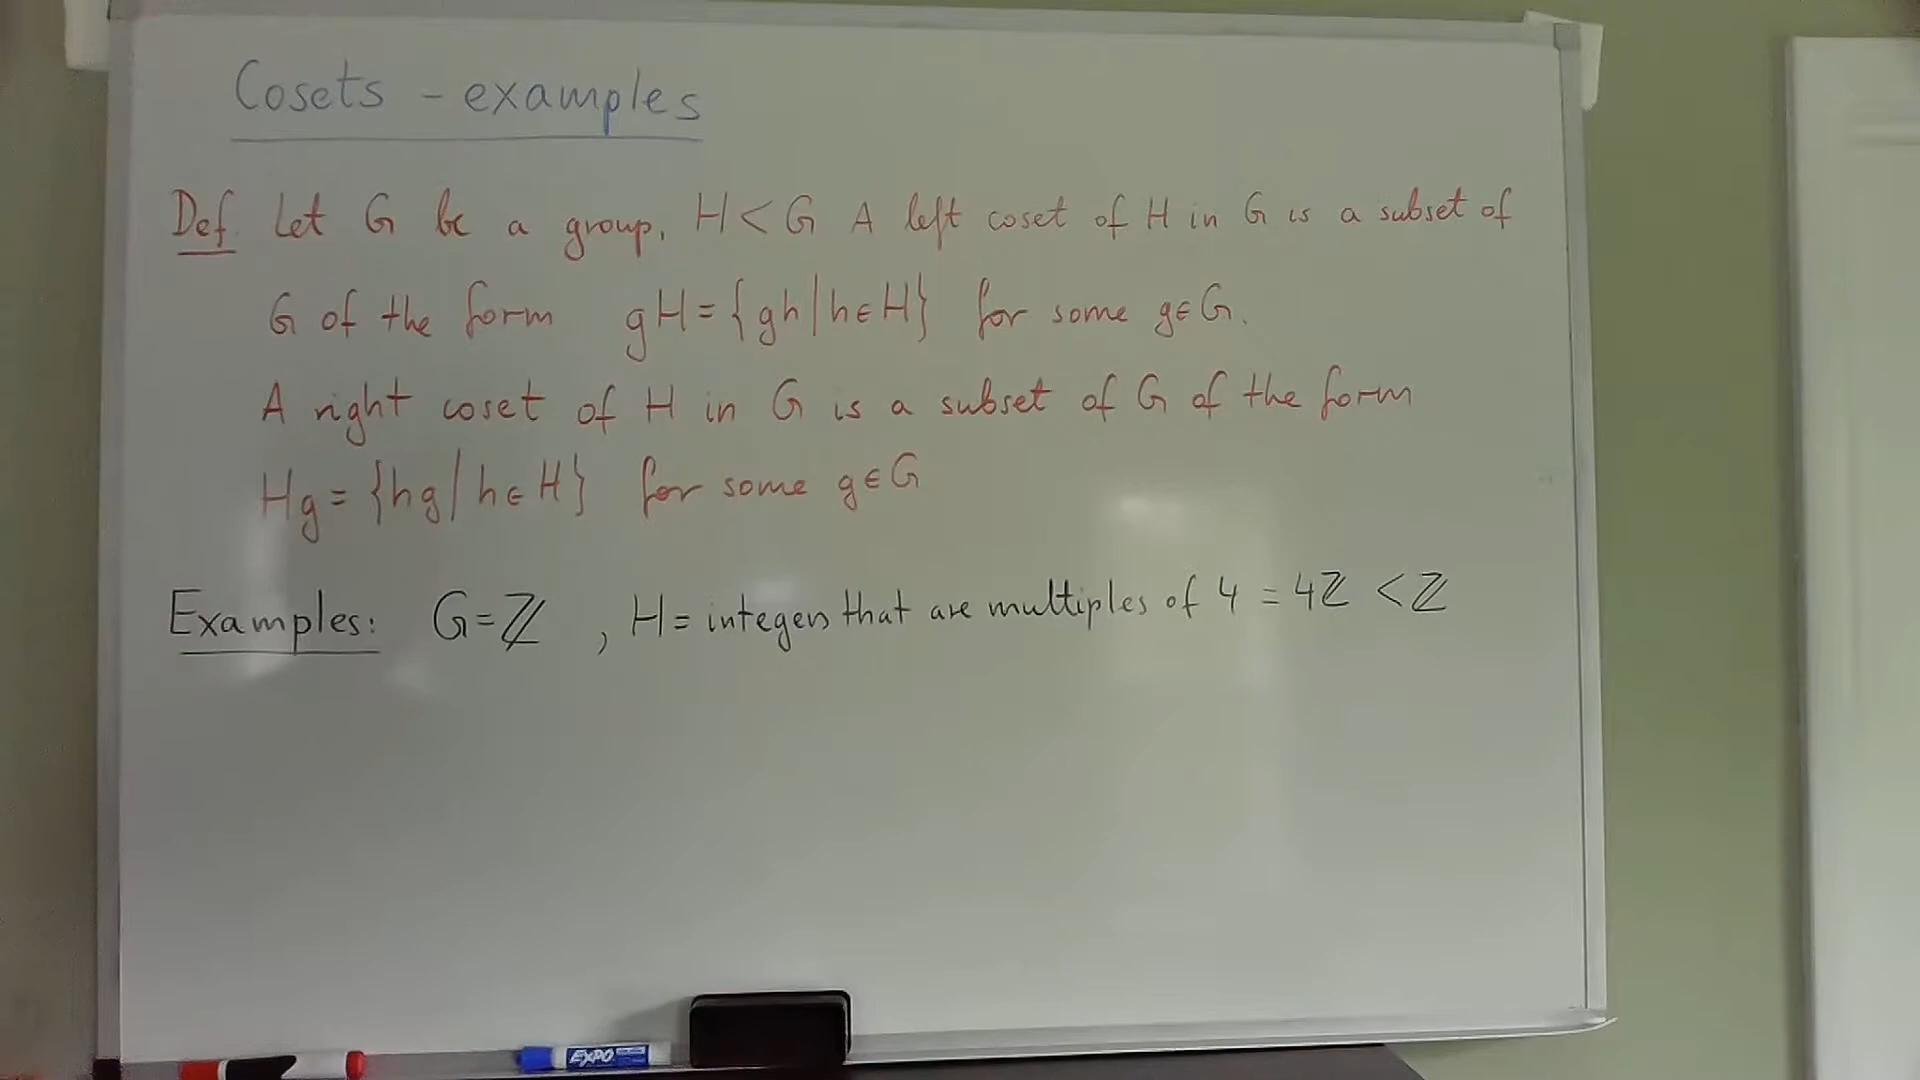 Cosets - examples
Def Let G be a group, H < G A left coset of H in G is a subset of
G of the form gH = {gh | h ∈ H} for some g ∈ G.
A right coset of H in G is a subset of G of the form
Hg = {hg | h ∈ H} for some g ∈ G
Examples: G = ℤ , H = integers that are multiples of 4 = 4ℤ < ℤ
EXPO